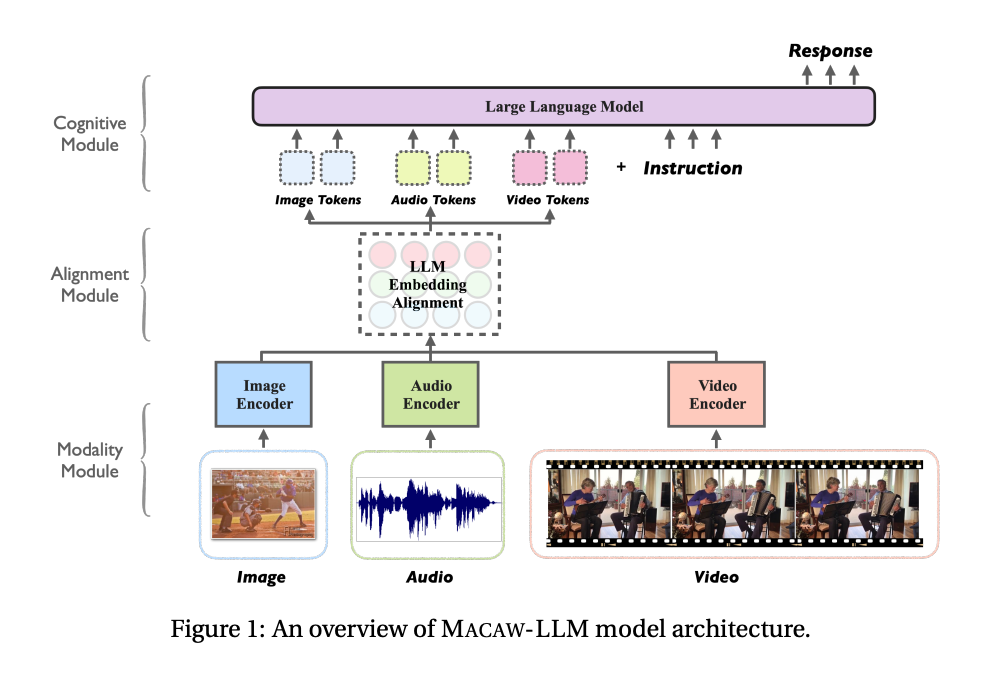 Response
Cognitive
Module
Large Language Model
+ Instruction
Image Tokens
Audio Tokens
Video Tokens
Alignment
Module
LLM
Embedding
Alignment
Modality
Module
Image
Encoder
Audio
Encoder
Video
Encoder
Image
Audio
Video
Figure 1: An overview of MACAW-LLM model architecture.